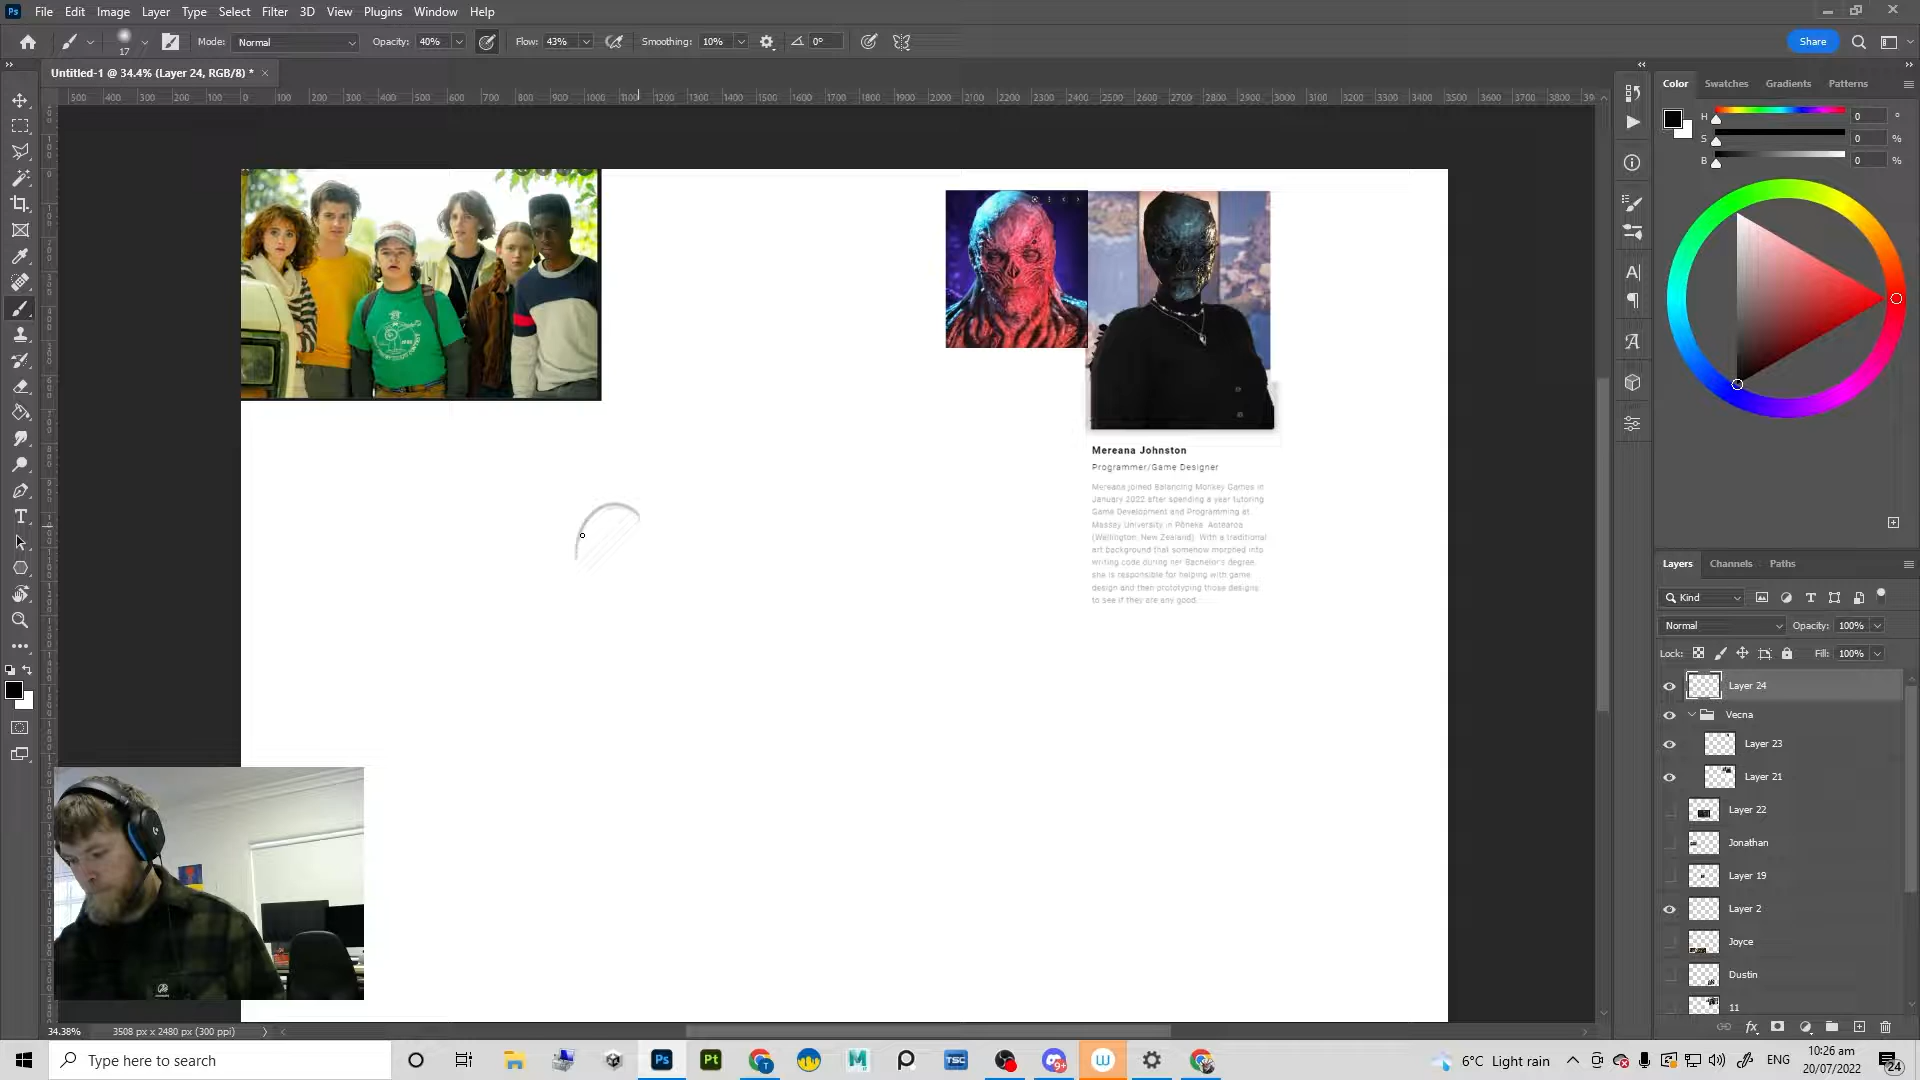 File Edit Image Layer Type Select Filter 3D View Plugins Window Help
17 Mode: Normal Opacity: 40% Flow: 43% Smoothing: 10% 0° Share
Untitled-1 @ 34.4% (Layer 24, RGB/8) *
Color Swatches Gradients Patterns
H 0 °
S 0 %
B 0 %
Mereana Johnston
Programmer/Game Designer
Mereana joined Balancing Monkey Games in
January 2022 after spending a year tutoring
Game Development and Programming at
Massey University in Pōneke, Aotearoa
(Wellington, New Zealand). With a traditional
art background that somehow morphed into
writing code during her Bachelor's degree,
she is responsible for helping with game
design and then prototyping those designs
to see if they are any good.
Layers Channels Paths
Kind
Normal Opacity: 100%
Lock: Fill: 100%
Layer 24
Vecna
Layer 23
Layer 21
Layer 22
Jonathan
Layer 19
Layer 2
Joyce
Dustin
11
34.38% 3508 px x 2480 px (300 ppi)
Type here to search
6°C Light rain ENG 10:26 am
20/07/2022 24